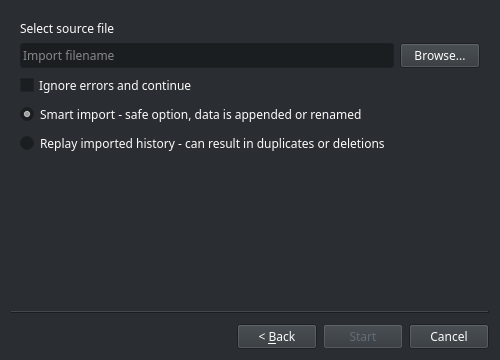 Select source file
Import filename
Browse...
Ignore errors and continue
Smart import - safe option, data is appended or renamed
Replay imported history - can result in duplicates or deletions
< Back
Start
Cancel